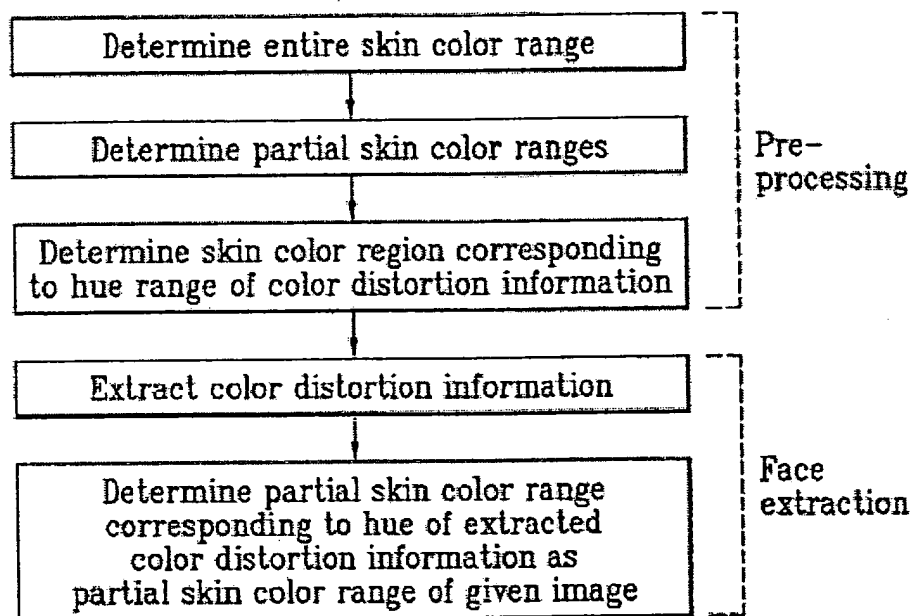 Determine entire skin color range
Determine partial skin color ranges
Pre-
processing
Determine skin color region corresponding
to hue range of color distortion information
Extract color distortion information
Determine partial skin color range
corresponding to hue of extracted
color distortion information as
partial skin color range of given image
Face
extraction